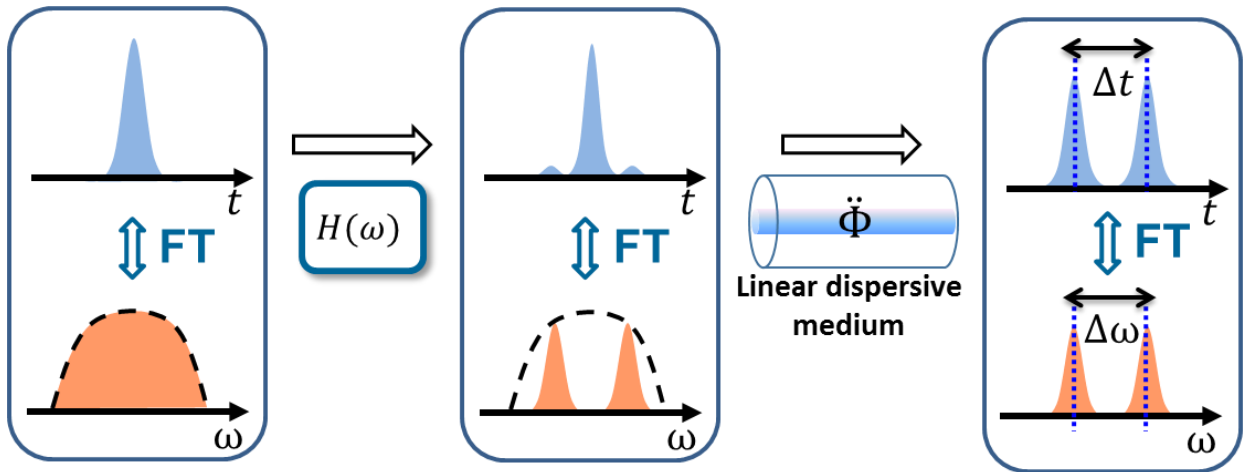 t
FT
ω
H(ω)
t
FT
ω
Φ̈
Linear dispersive
medium
Δt
t
FT
Δω
ω